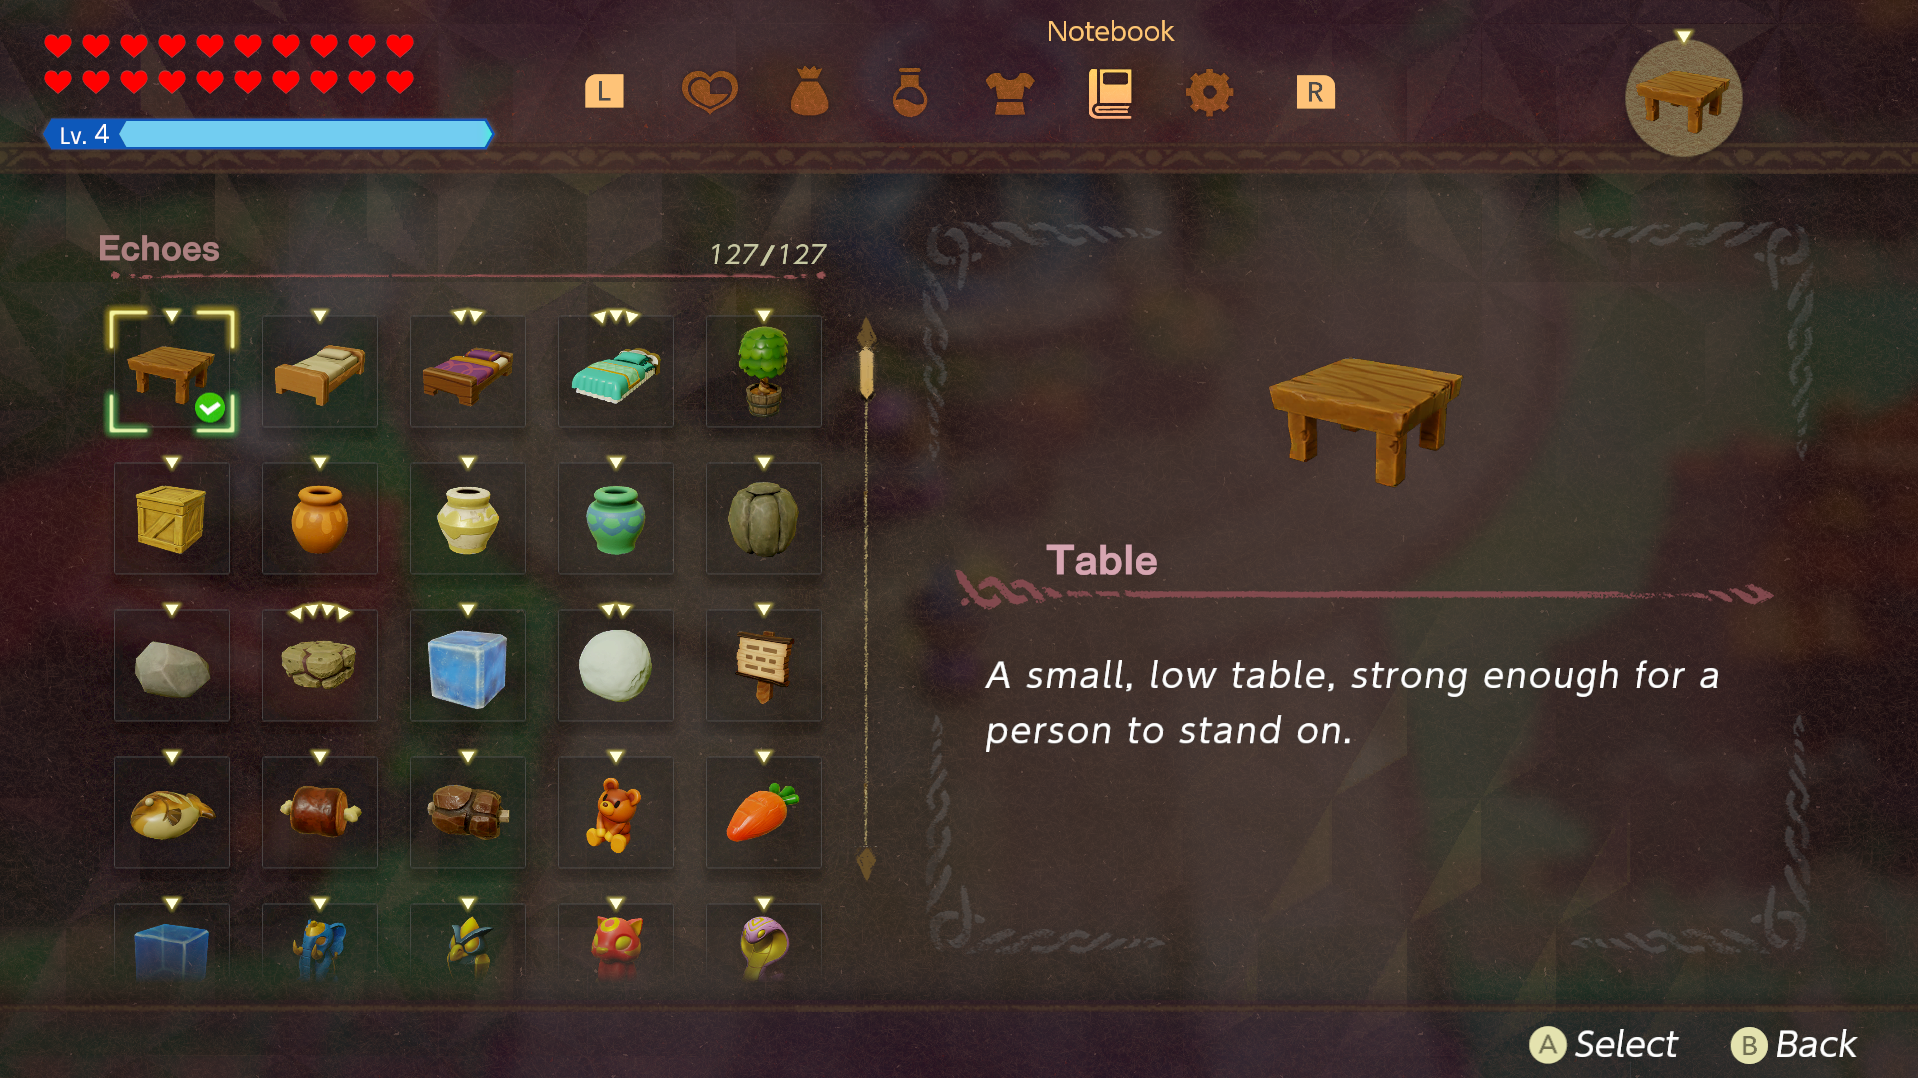 Notebook
L
R
Lv. 4
Echoes
127/127
Table
A small, low table, strong enough for a
person to stand on.
A Select
B Back